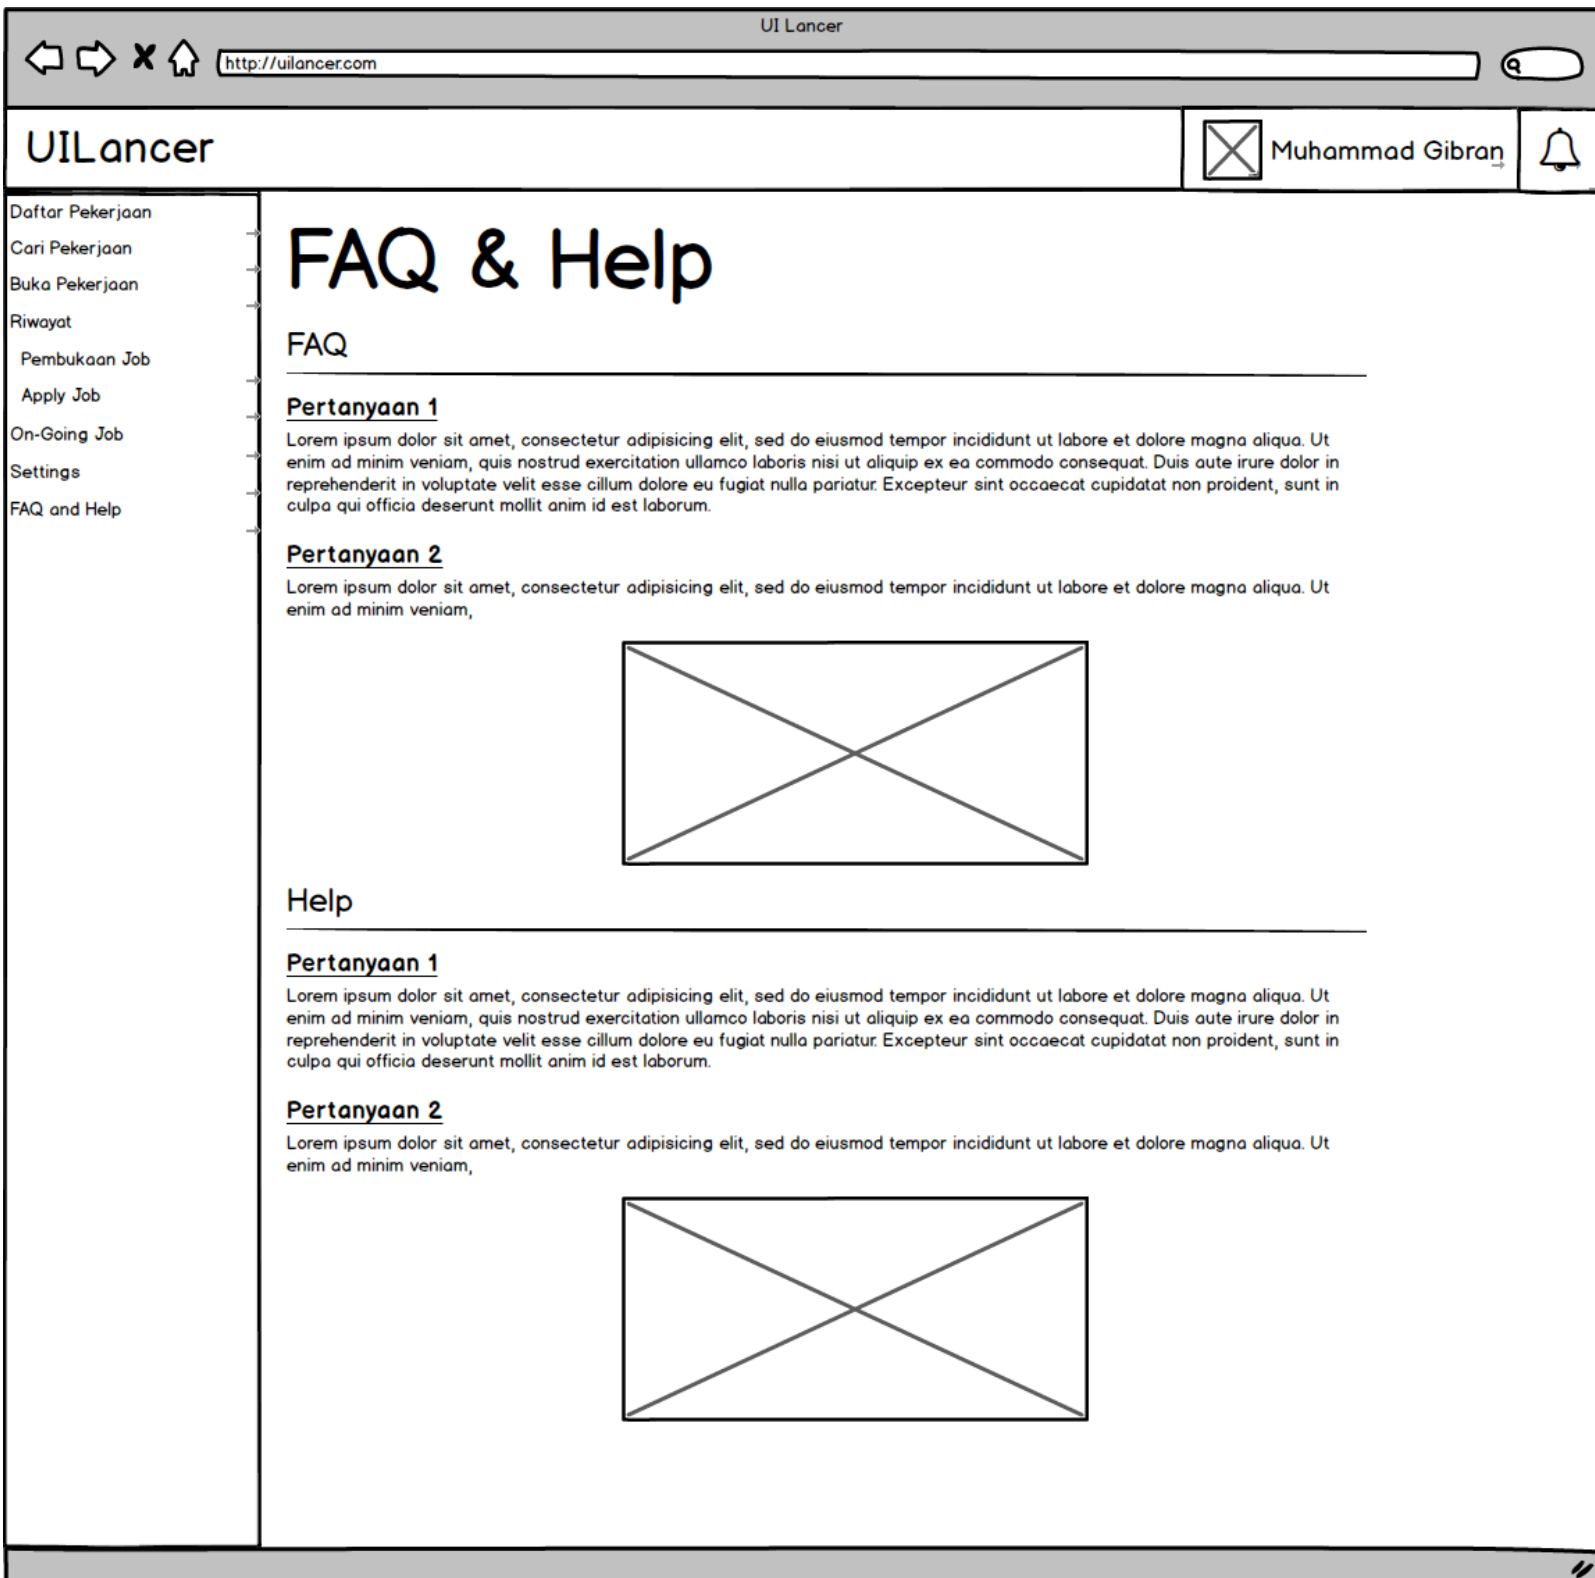 UI Lancer
http://uilancer.com
UILancer
Muhammad Gibran
Daftar Pekerjaan
Cari Pekerjaan
Buka Pekerjaan
Riwayat
Pembukaan Job
Apply Job
On-Going Job
Settings
FAQ and Help
FAQ & Help
FAQ
Pertanyaan 1
Lorem ipsum dolor sit amet, consectetur adipisicing elit, sed do eiusmod tempor incididunt ut labore et dolore magna aliqua. Ut
enim ad minim veniam, quis nostrud exercitation ullamco laboris nisi ut aliquip ex ea commodo consequat. Duis aute irure dolor in
reprehenderit in voluptate velit esse cillum dolore eu fugiat nulla pariatur. Excepteur sint occaecat cupidatat non proident, sunt in
culpa qui officia deserunt mollit anim id est laborum.
Pertanyaan 2
Lorem ipsum dolor sit amet, consectetur adipisicing elit, sed do eiusmod tempor incididunt ut labore et dolore magna aliqua. Ut
enim ad minim veniam,
Help
Pertanyaan 1
Lorem ipsum dolor sit amet, consectetur adipisicing elit, sed do eiusmod tempor incididunt ut labore et dolore magna aliqua. Ut
enim ad minim veniam, quis nostrud exercitation ullamco laboris nisi ut aliquip ex ea commodo consequat. Duis aute irure dolor in
reprehenderit in voluptate velit esse cillum dolore eu fugiat nulla pariatur. Excepteur sint occaecat cupidatat non proident, sunt in
culpa qui officia deserunt mollit anim id est laborum.
Pertanyaan 2
Lorem ipsum dolor sit amet, consectetur adipisicing elit, sed do eiusmod tempor incididunt ut labore et dolore magna aliqua. Ut
enim ad minim veniam,